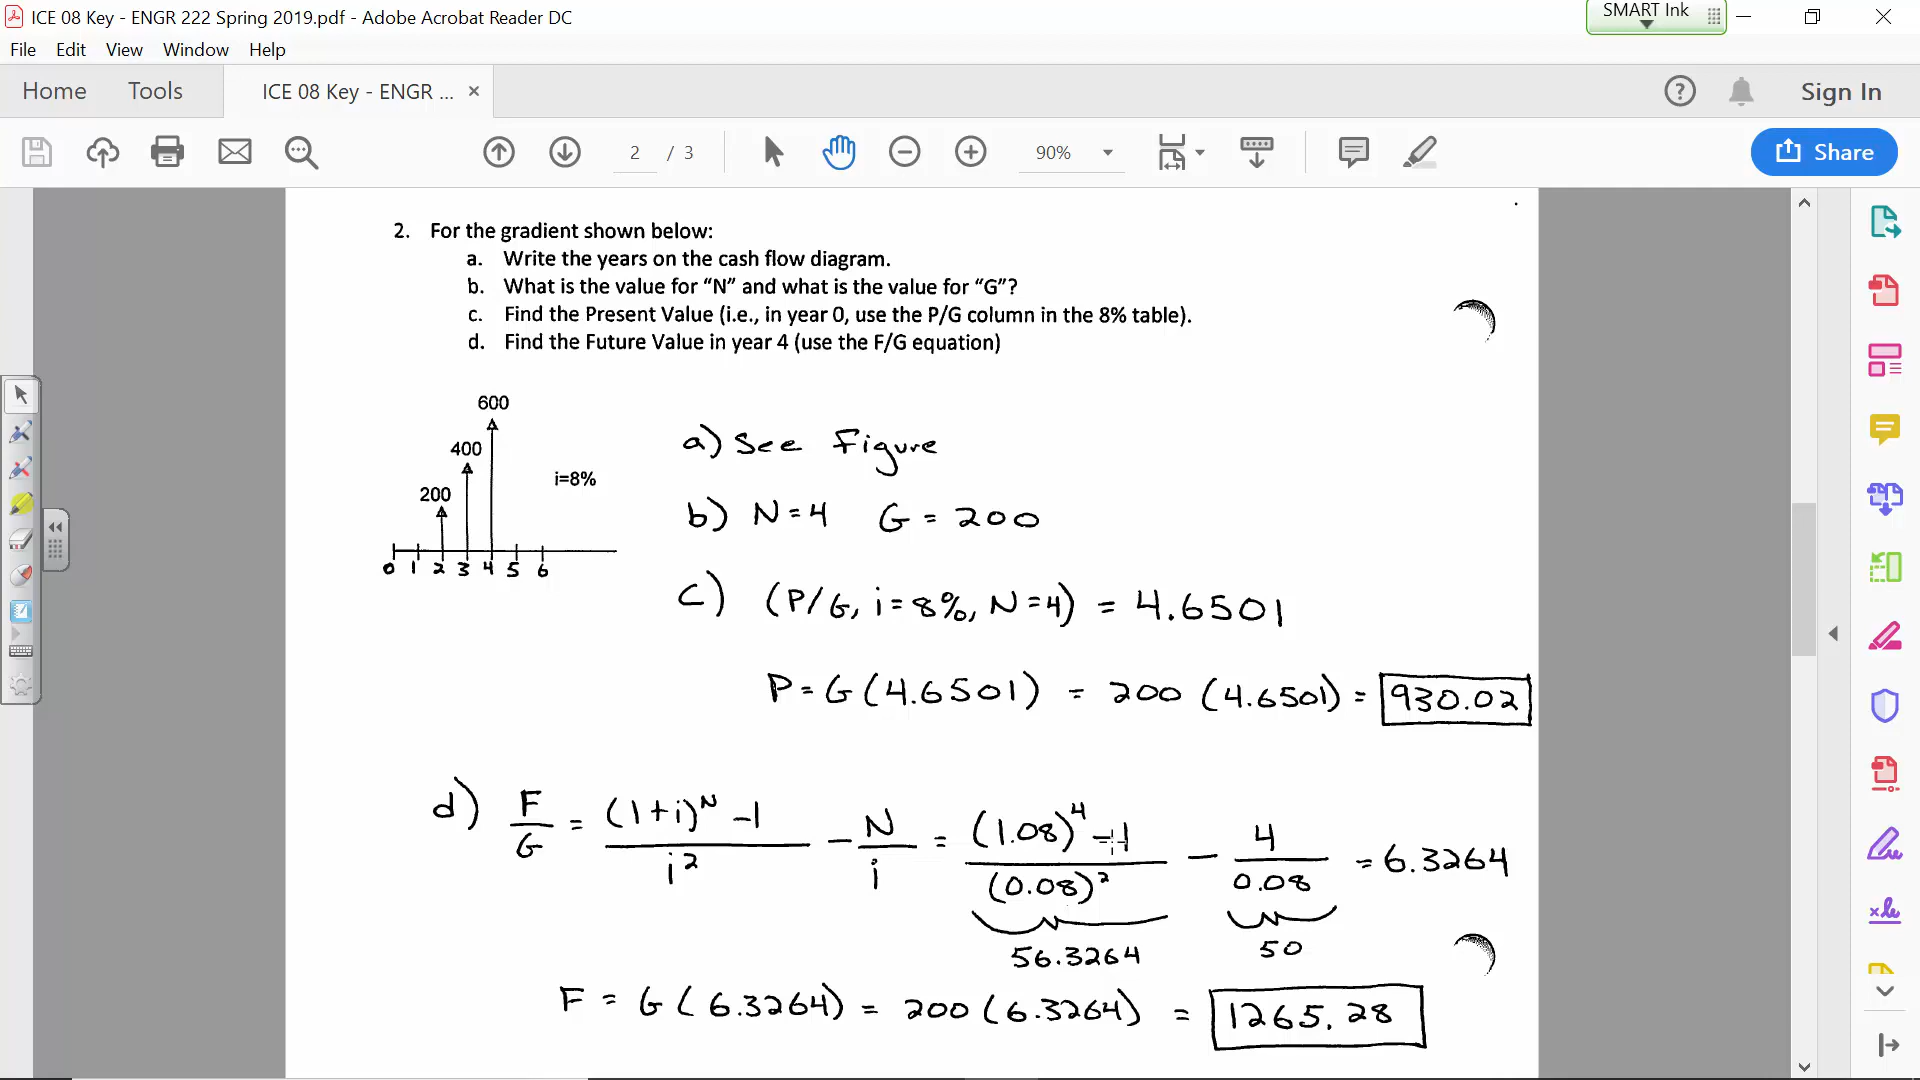 ICE 08 Key - ENGR 222 Spring 2019.pdf - Adobe Acrobat Reader DC
SMART Ink
File Edit View Window Help
Home Tools ICE 08 Key - ENGR ... × Sign In
2 / 3 90% Share
2. For the gradient shown below:
a. Write the years on the cash flow diagram.
b. What is the value for “N” and what is the value for “G”?
c. Find the Present Value (i.e., in year 0, use the P/G column in the 8% table).
d. Find the Future Value in year 4 (use the F/G equation)
600
400
200
i=8%
0 1 2 3 4 5 6
a) See Figure
b) N = 4 G = 200
c) (P/G, i = 8%, N = 4) = 4.6501
P = G (4.6501) = 200 (4.6501) = 930.02
d) F/G = ((1+i)^N - 1)/i² - N/i = ((1.08)^4 - 1)/(0.08)² - 4/0.08 = 6.3264
56.3264 50
F = G (6.3264) = 200 (6.3264) = 1265.28